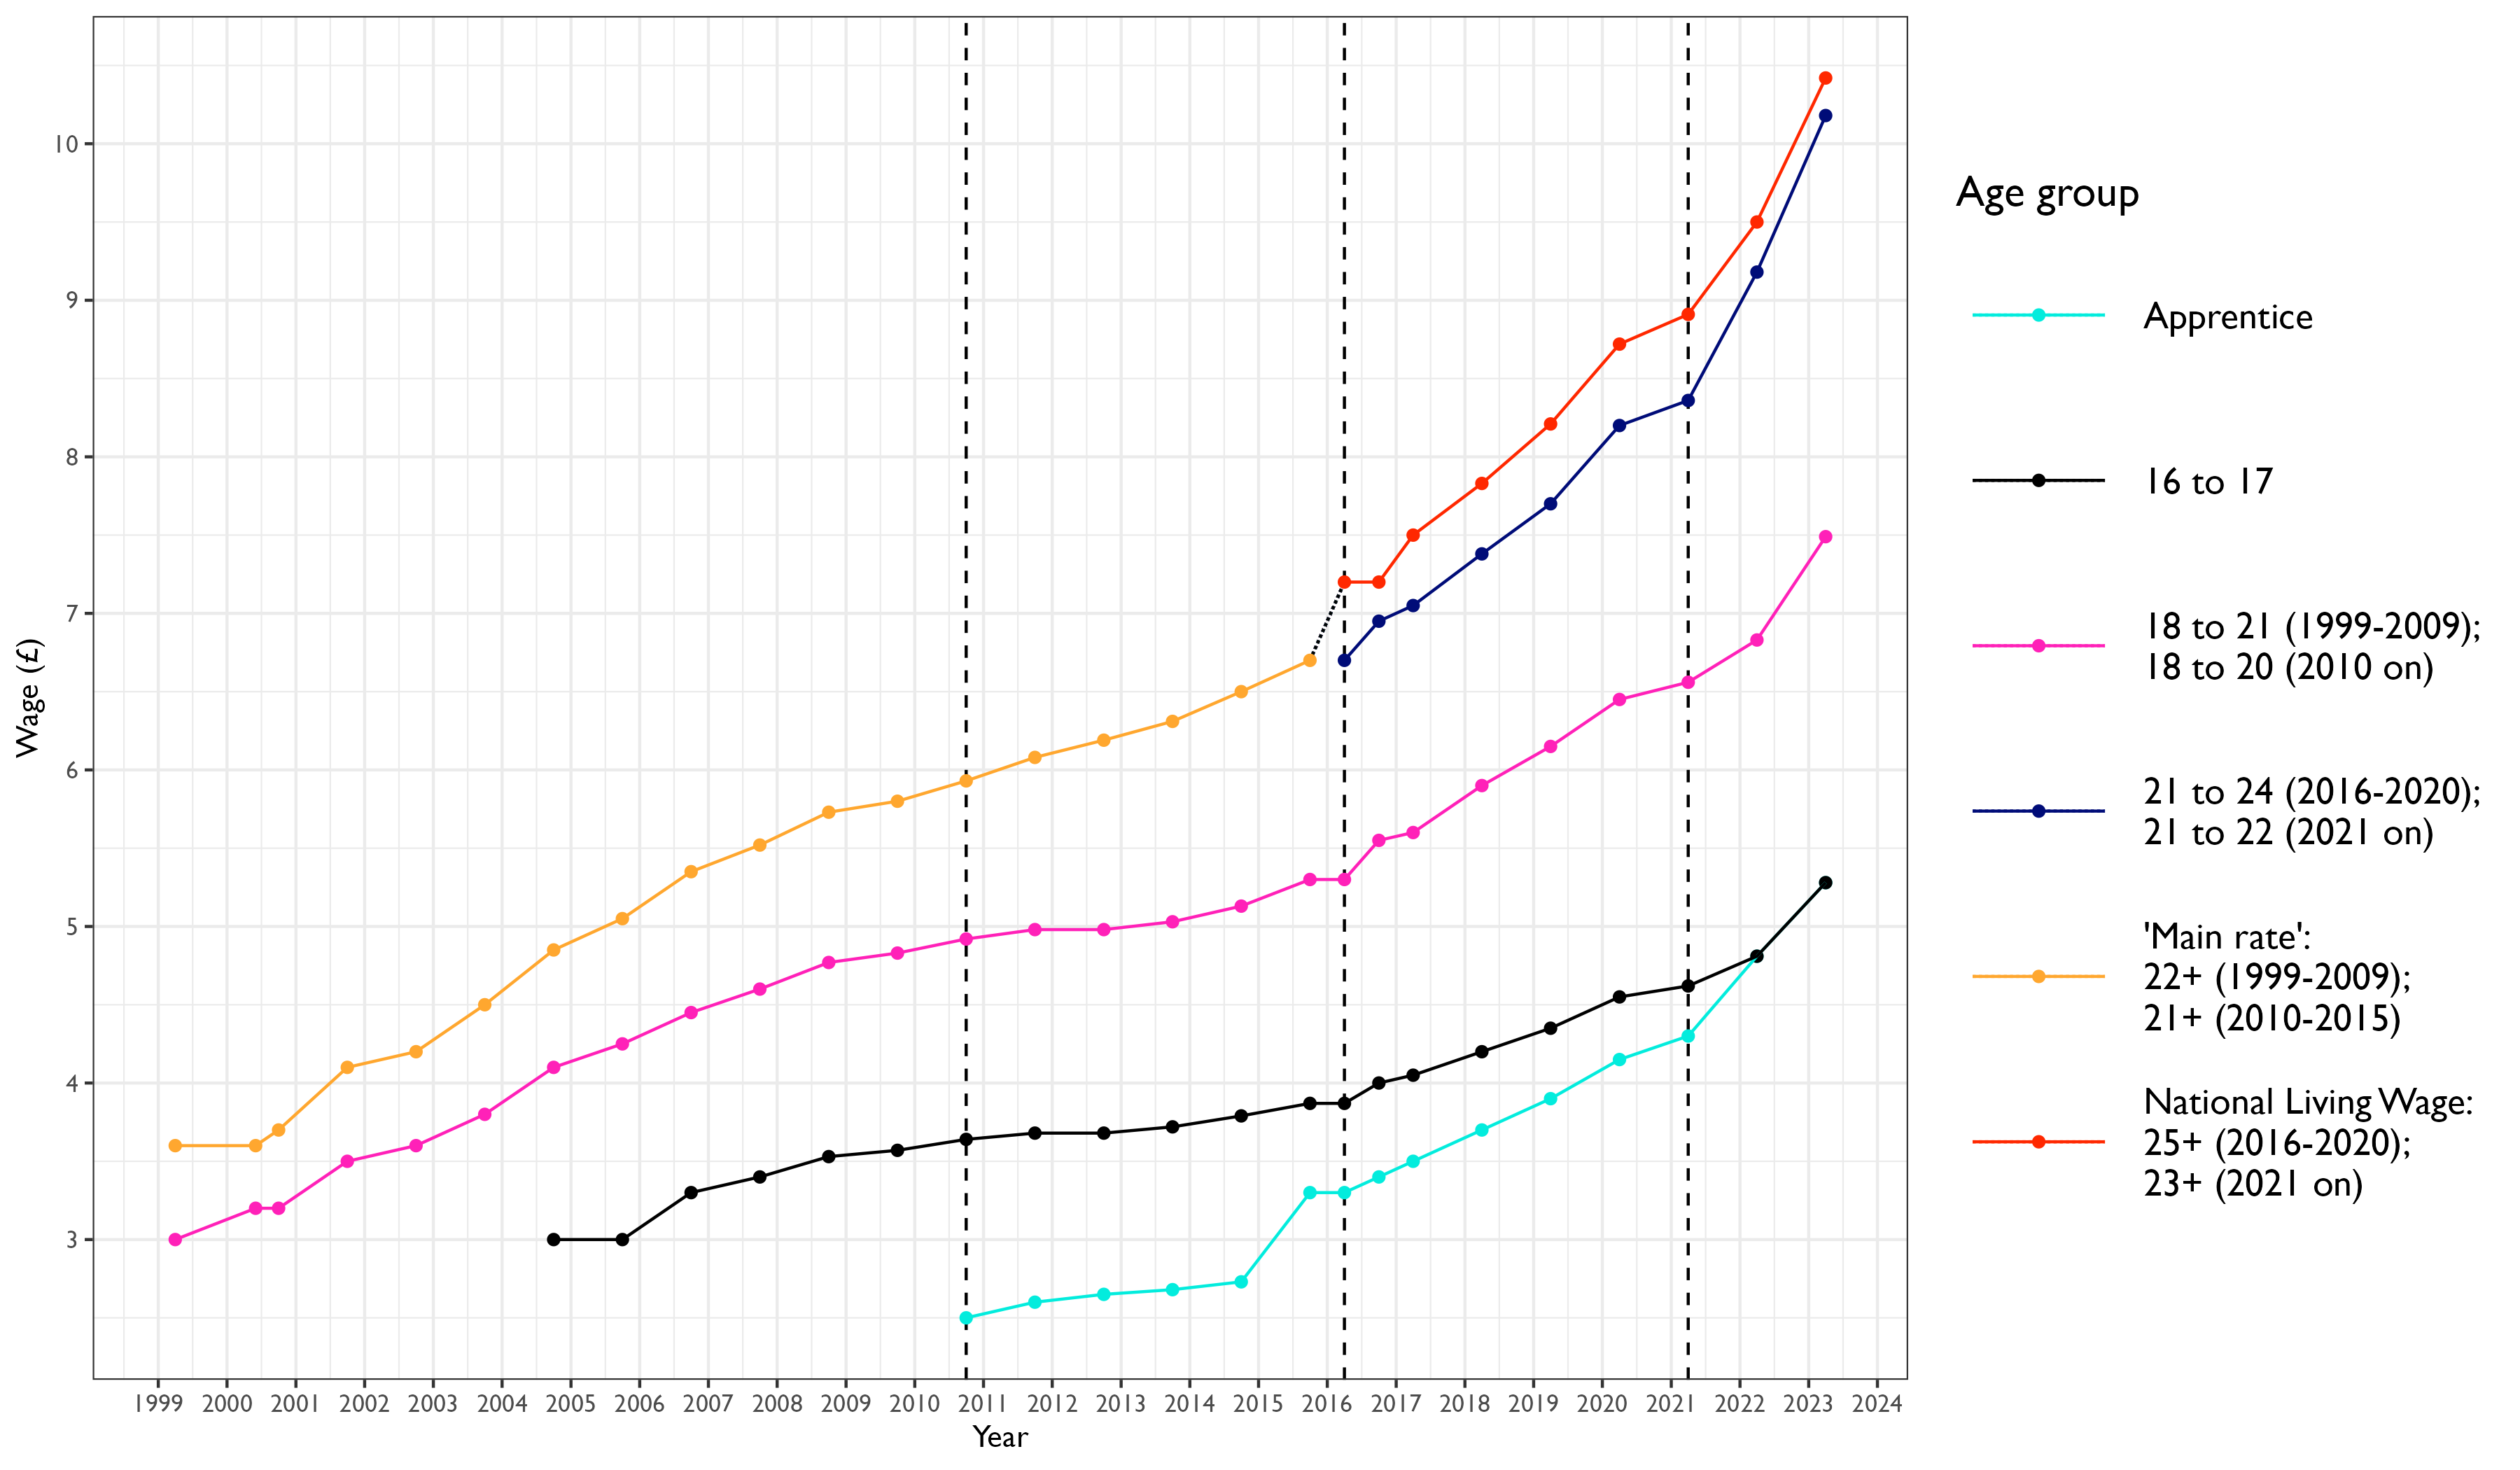 10
9
8
7
6
5
4
3
Wage (£)
1999 2000 2001 2002 2003 2004 2005 2006 2007 2008 2009 2010 2011 2012 2013 2014 2015 2016 2017 2018 2019 2020 2021 2022 2023 2024
Year
Age group
Apprentice
16 to 17
18 to 21 (1999-2009);
18 to 20 (2010 on)
21 to 24 (2016-2020);
21 to 22 (2021 on)
'Main rate':
22+ (1999-2009);
21+ (2010-2015)
National Living Wage:
25+ (2016-2020);
23+ (2021 on)